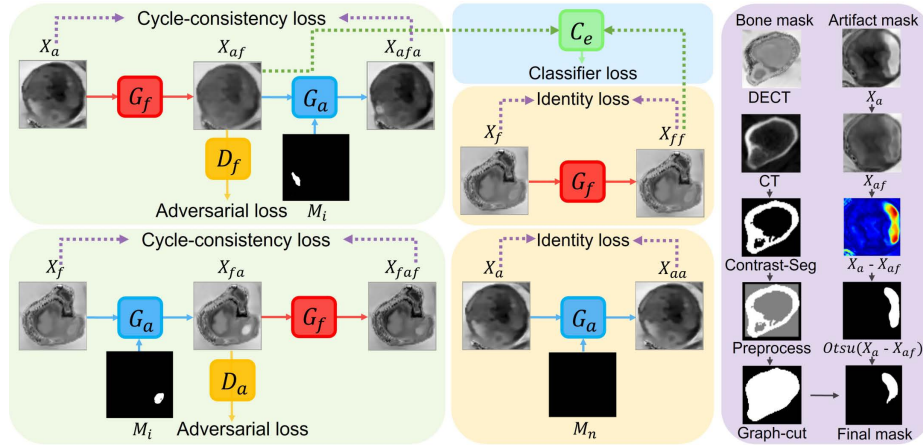 Cycle-consistency loss
X_a
X_af
X_afa
G_f
G_a
D_f
M_i
Adversarial loss
Cycle-consistency loss
X_f
X_fa
X_faf
G_a
G_f
D_a
M_i
Adversarial loss
C_e
Classifier loss
Identity loss
X_f
X_ff
G_f
Identity loss
X_a
X_aa
G_a
M_n
Bone mask
DECT
CT
Contrast-Seg
Preprocess
Graph-cut
Artifact mask
X_a
X_af
X_a - X_af
Otsu(X_a - X_af)
Final mask